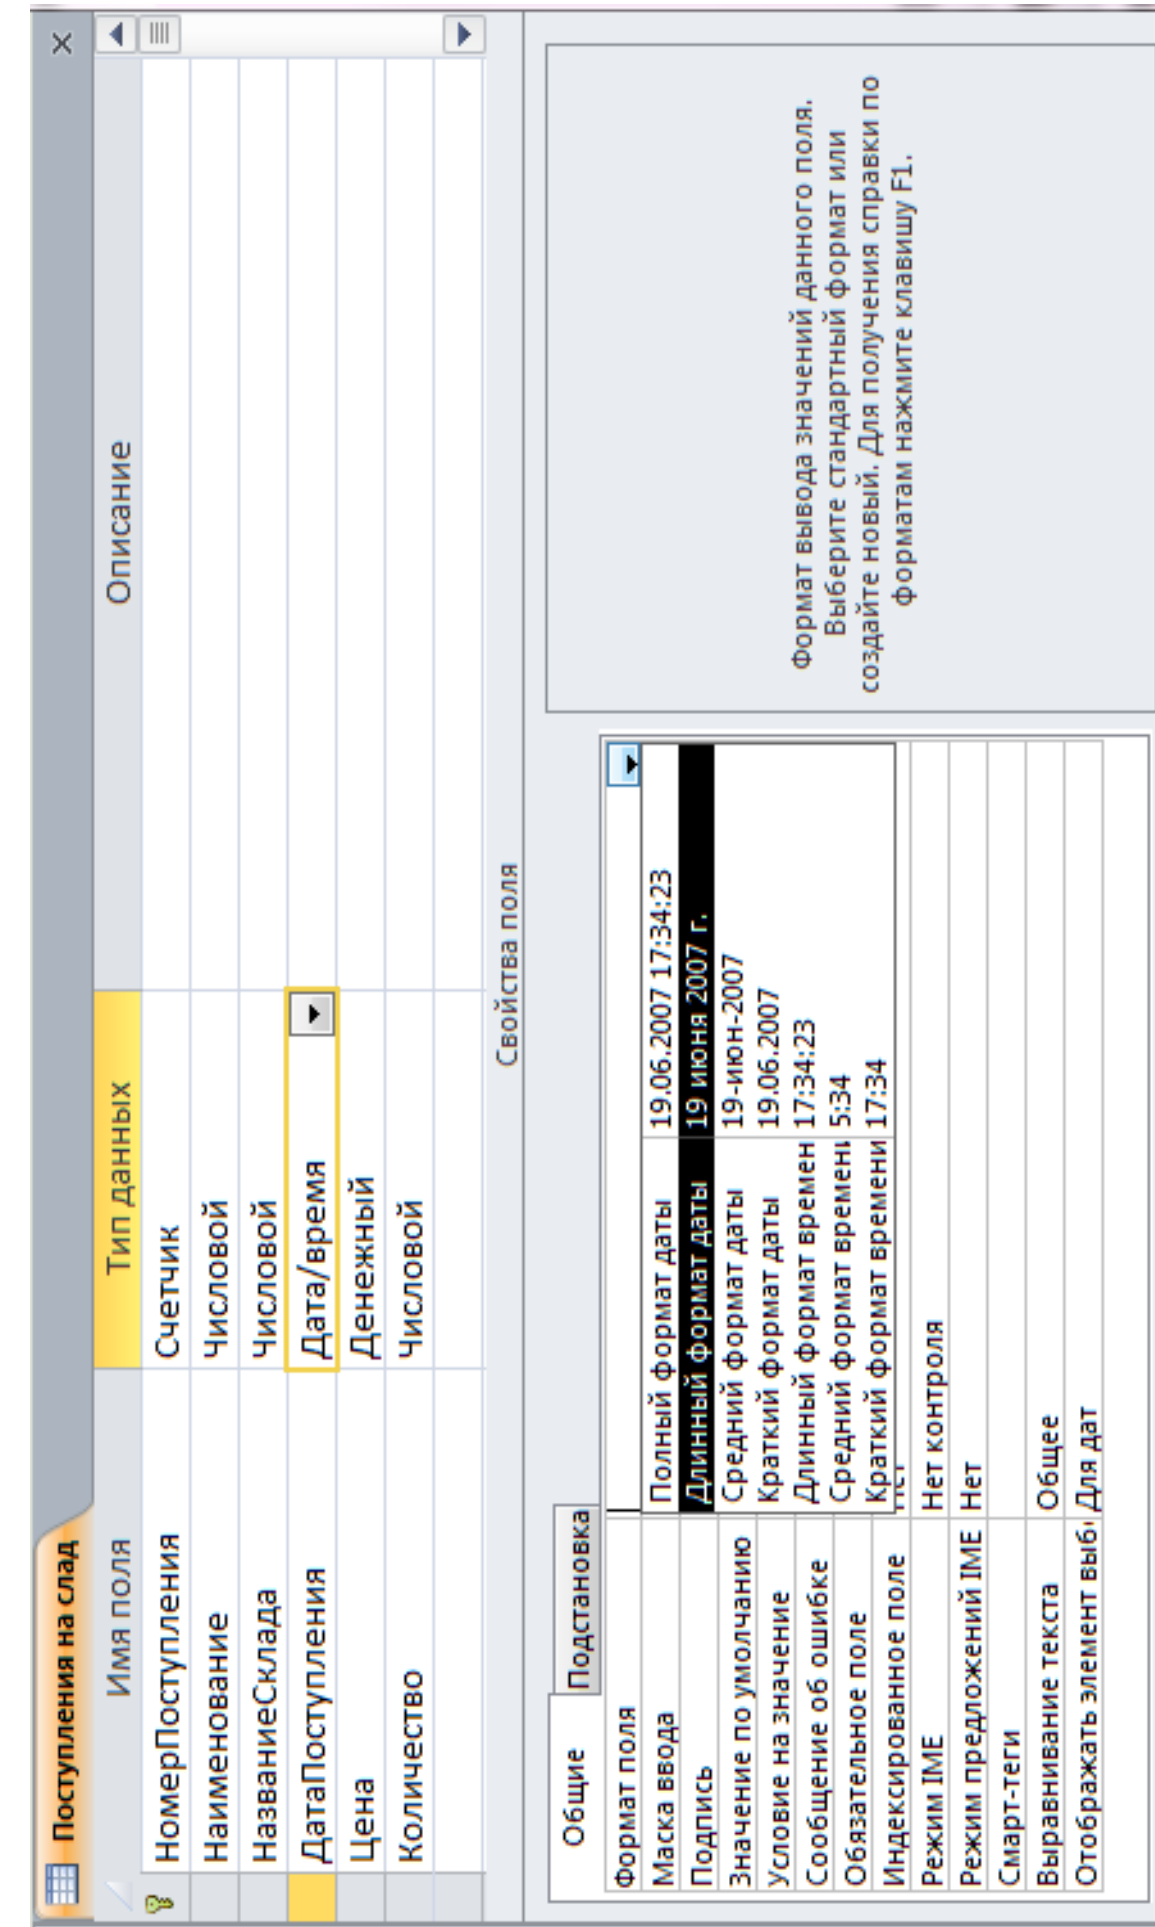 Поступления на слад
Имя поля Тип данных Описание
НомерПоступления Счетчик
Наименование Числовой
НазваниеСклада Числовой
ДатаПоступления Дата/время
Цена Денежный
Количество Числовой
Свойства поля
Общие Подстановка
Формат поля
Маска ввода Полный формат даты 19.06.2007 17:34:23
Подпись Длинный формат даты 19 июня 2007 г.
Значение по умолчанию Средний формат даты 19-июн-2007
Условие на значение Краткий формат даты 19.06.2007
Сообщение об ошибке Длинный формат времен 17:34:23
Обязательное поле Средний формат времени 5:34
Индексированное поле Краткий формат времени 17:34
Режим IME Нет контроля
Режим предложений IME Нет
Смарт-теги
Выравнивание текста Общее
Отображать элемент выб Для дат
Формат вывода значений данного поля.
Выберите стандартный формат или
создайте новый. Для получения справки по
форматам нажмите клавишу F1.